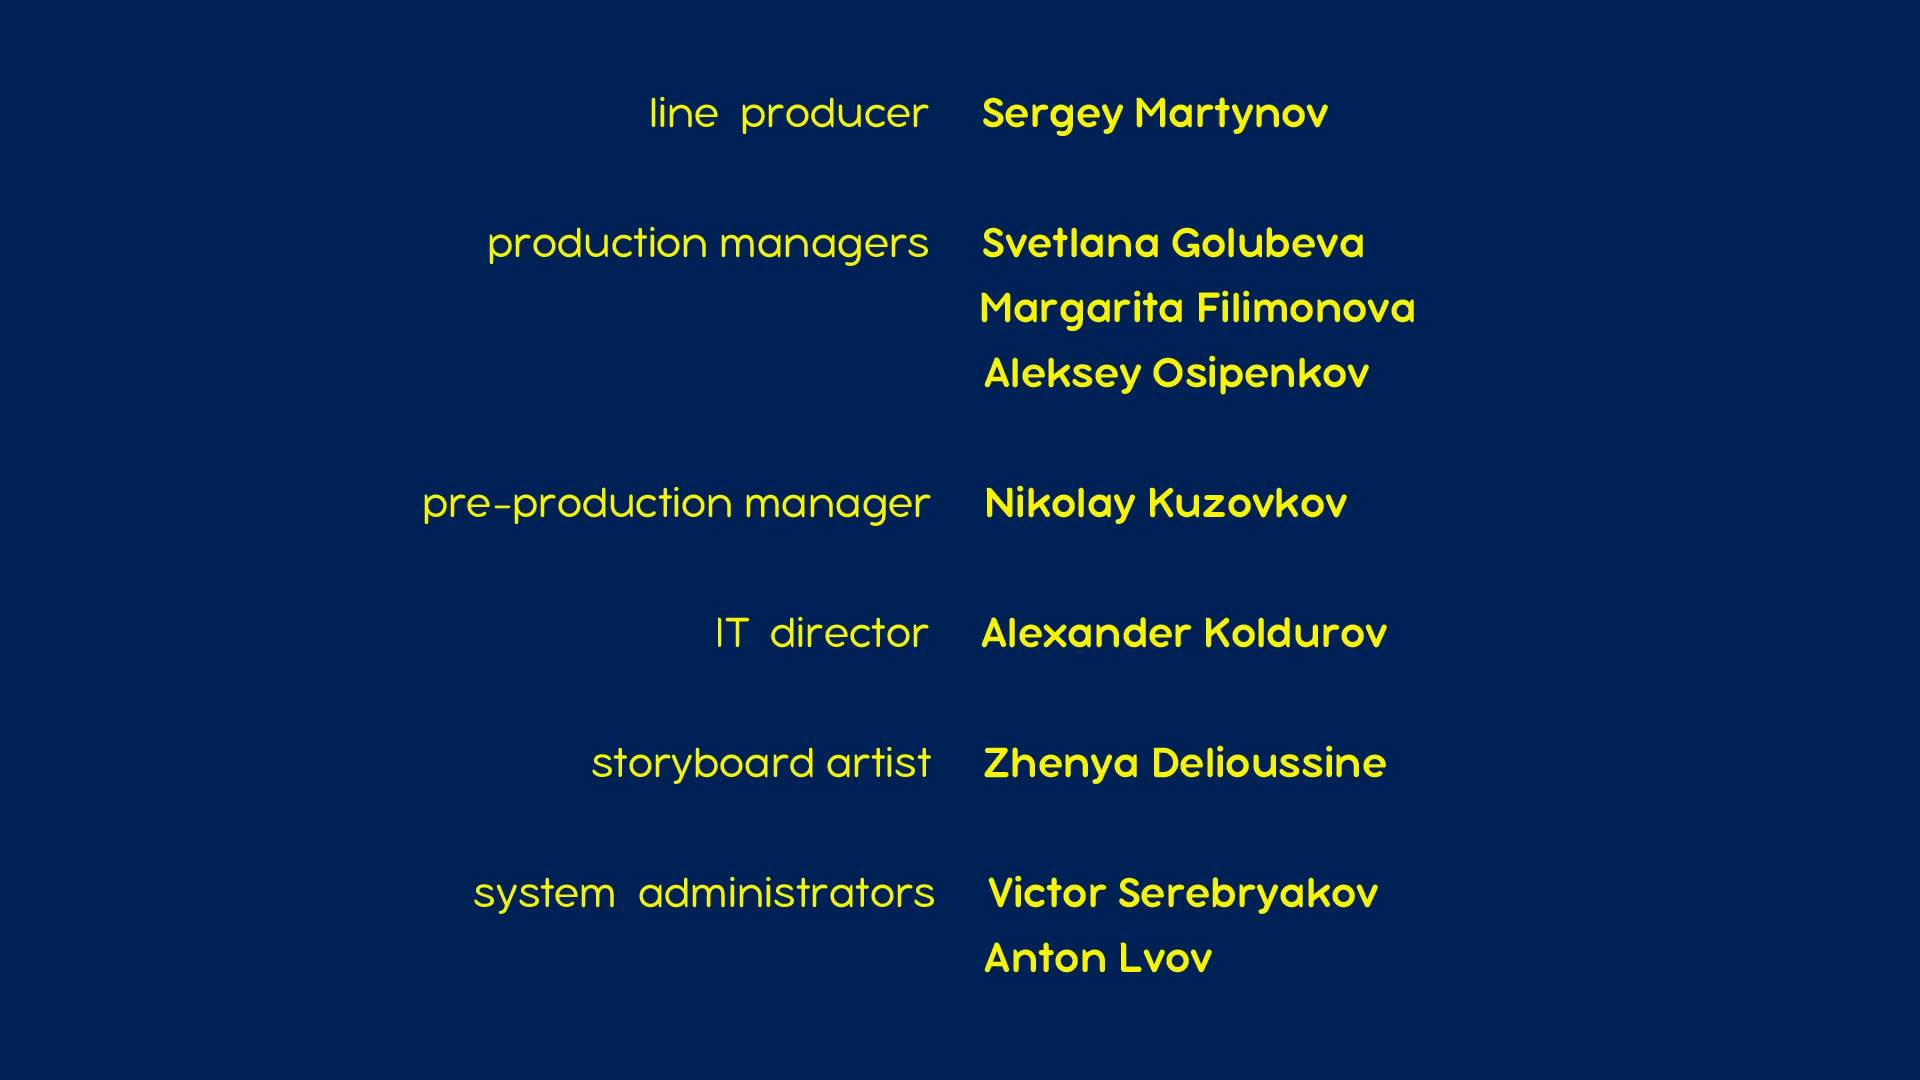 line producer Sergey Martynov
production managers Svetlana Golubeva
Margarita Filimonova
Aleksey Osipenkov
pre-production manager Nikolay Kuzovkov
IT director Alexander Koldurov
storyboard artist Zhenya Delioussine
system administrators Victor Serebryakov
Anton Lvov